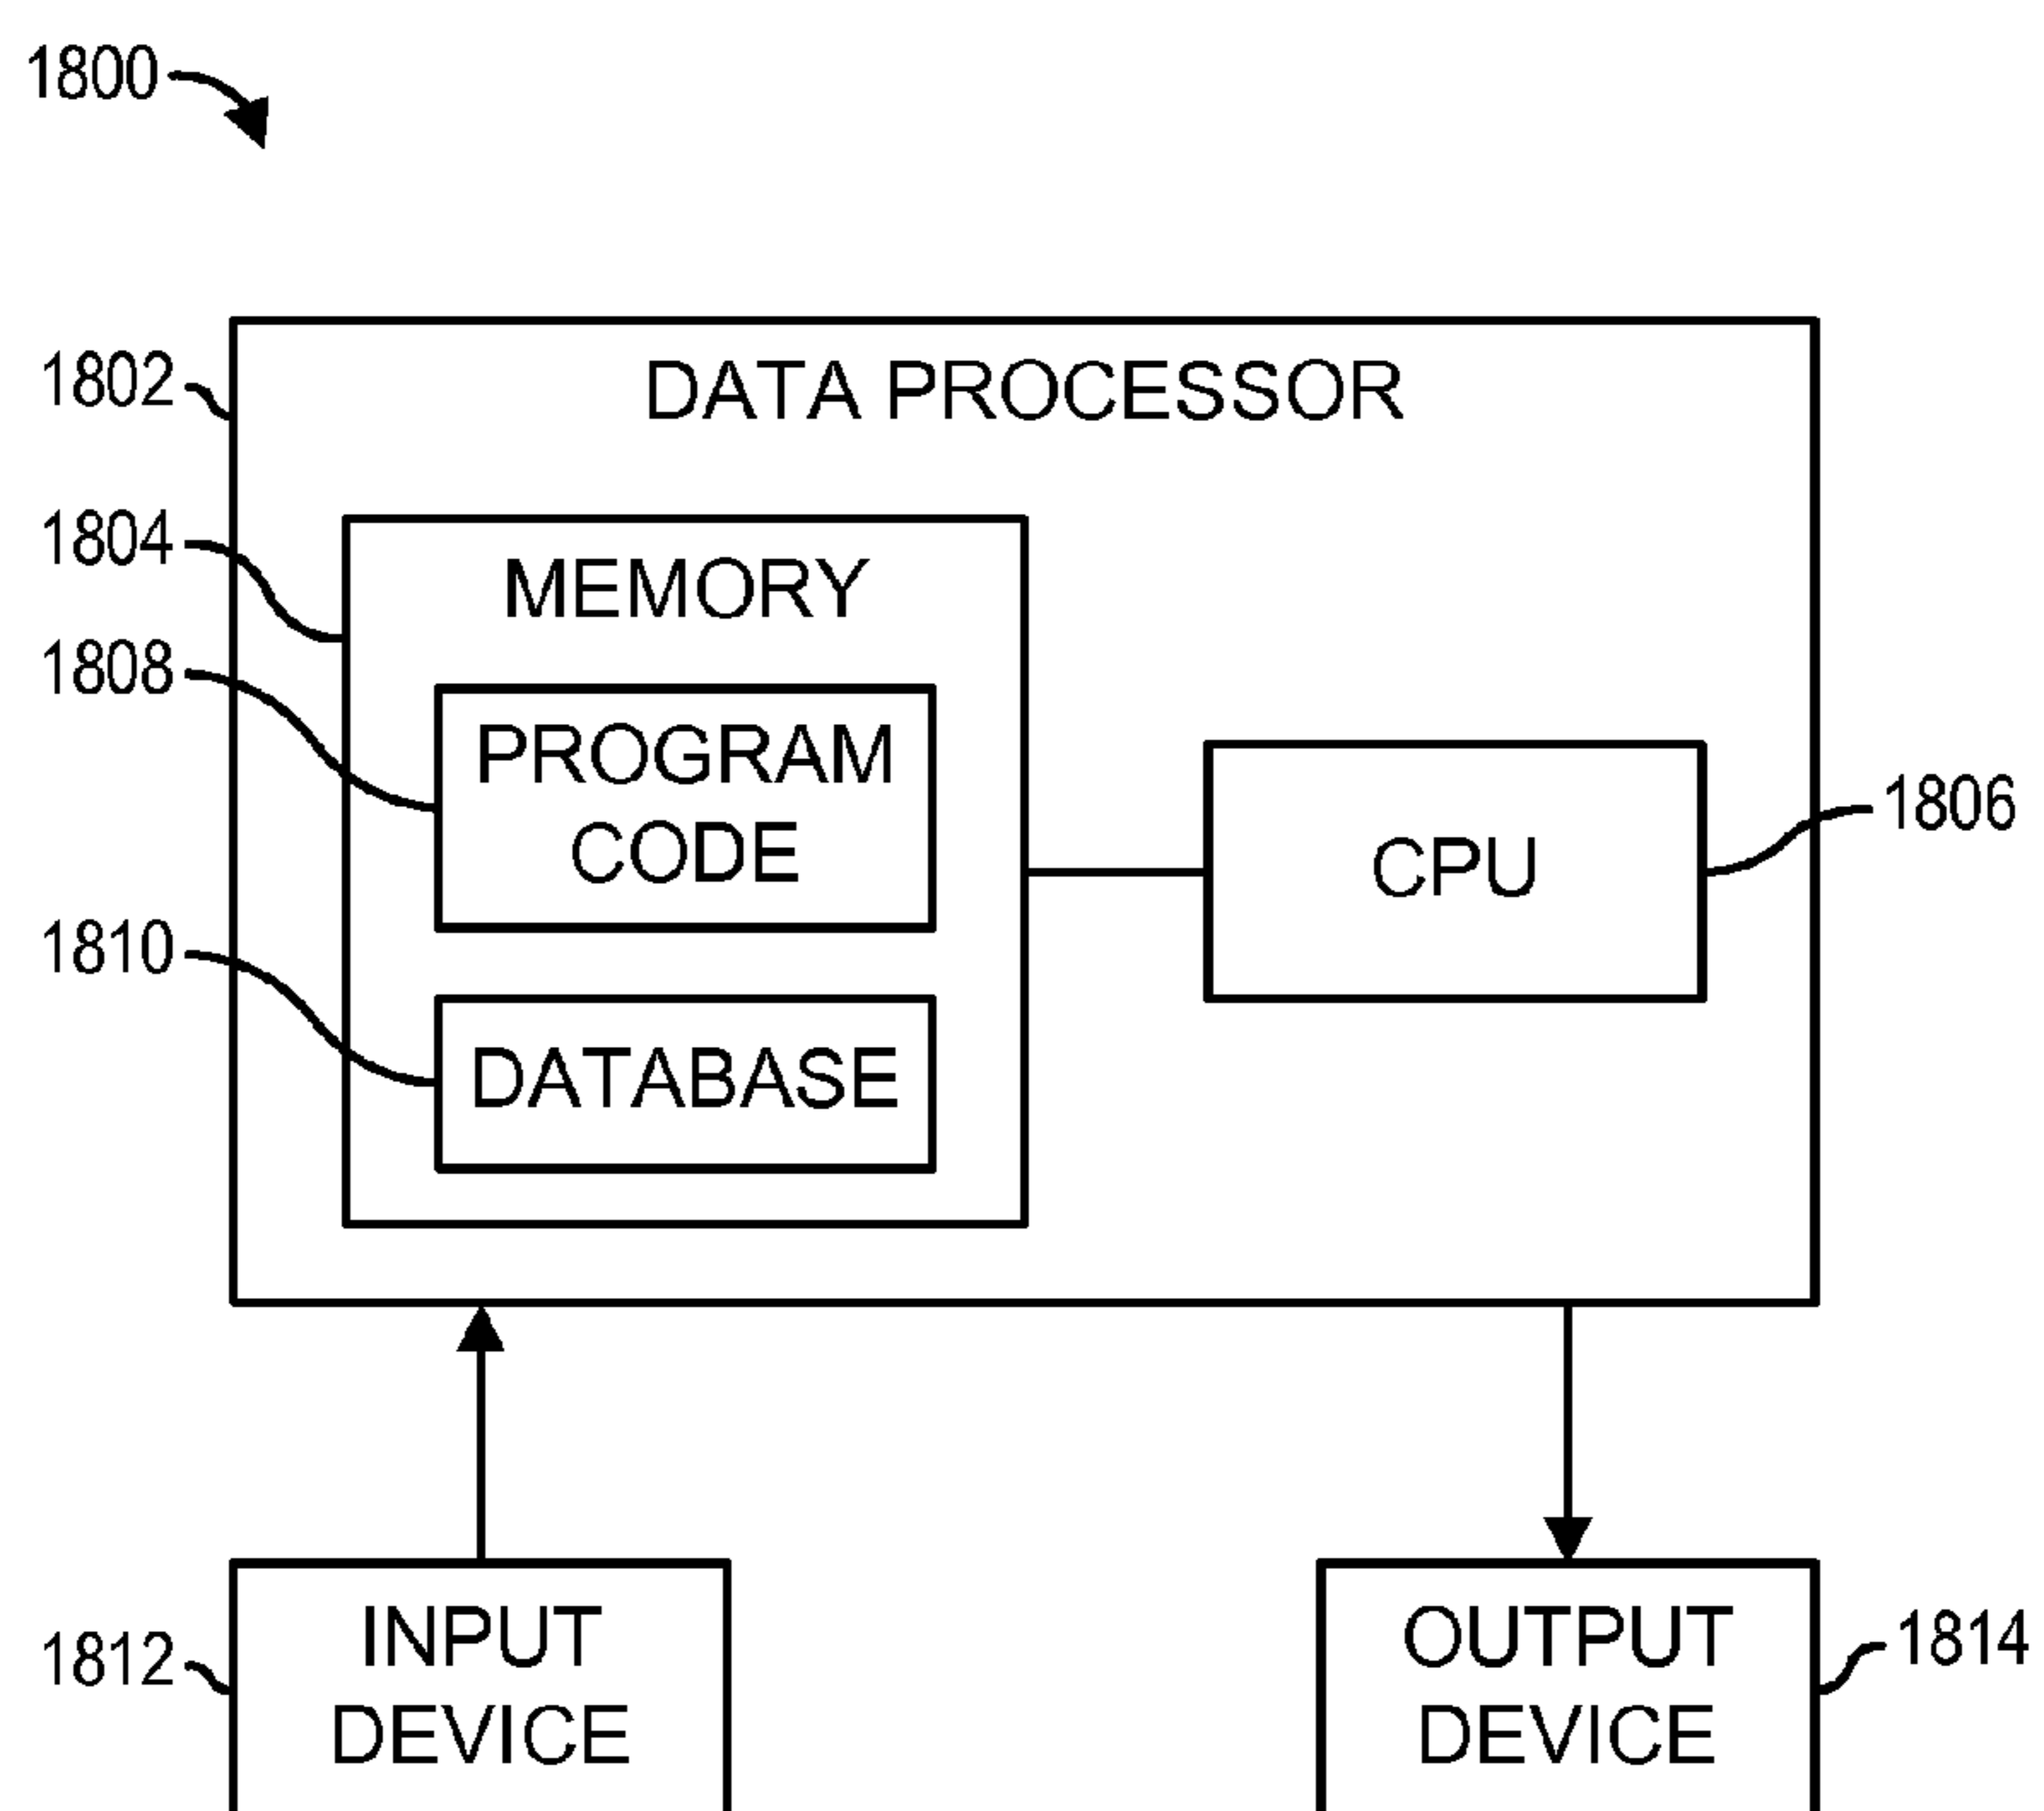 1800
1802
DATA PROCESSOR
1804
MEMORY
1808
PROGRAM
CODE
1806
CPU
1810
DATABASE
1812
INPUT
DEVICE
OUTPUT
DEVICE
1814